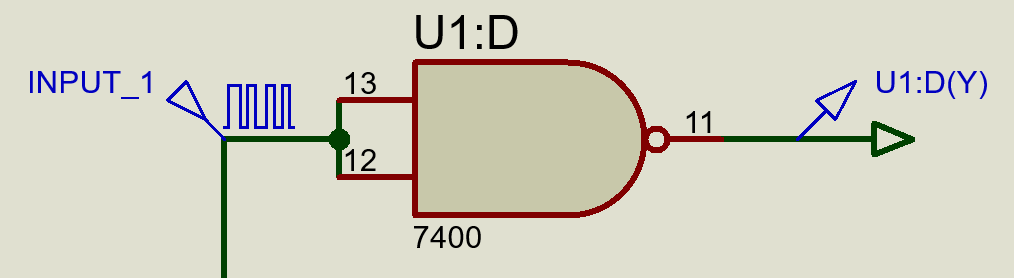 U1:D
INPUT_1
13
12
11
U1:D(Y)
7400